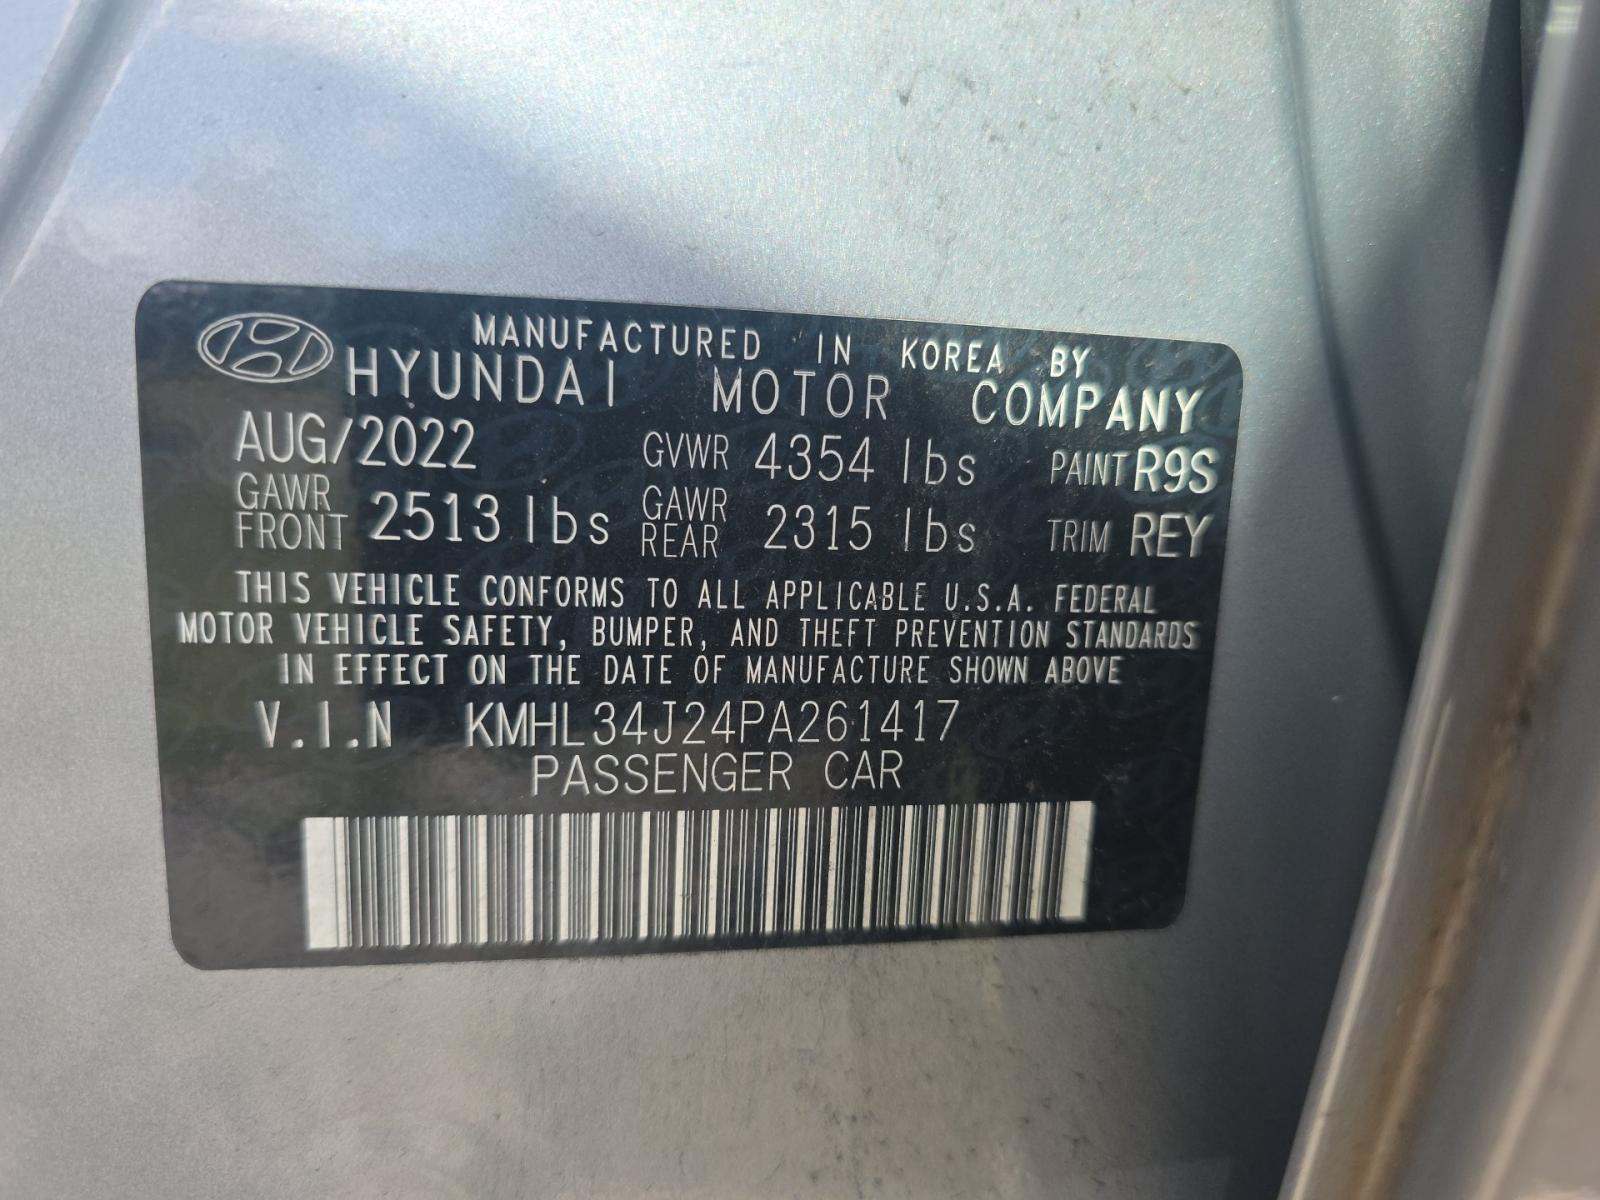 MANUFACTURED IN KOREA BY
HYUNDAI MOTOR COMPANY
AUG/2022 GVWR 4354 lbs PAINT R9S
GAWR FRONT 2513 lbs GAWR REAR 2315 lbs TRIM REY
THIS VEHICLE CONFORMS TO ALL APPLICABLE U.S.A. FEDERAL
MOTOR VEHICLE SAFETY, BUMPER, AND THEFT PREVENTION STANDARDS
IN EFFECT ON THE DATE OF MANUFACTURE SHOWN ABOVE
V.I.N KMHL34J24PA261417
PASSENGER CAR